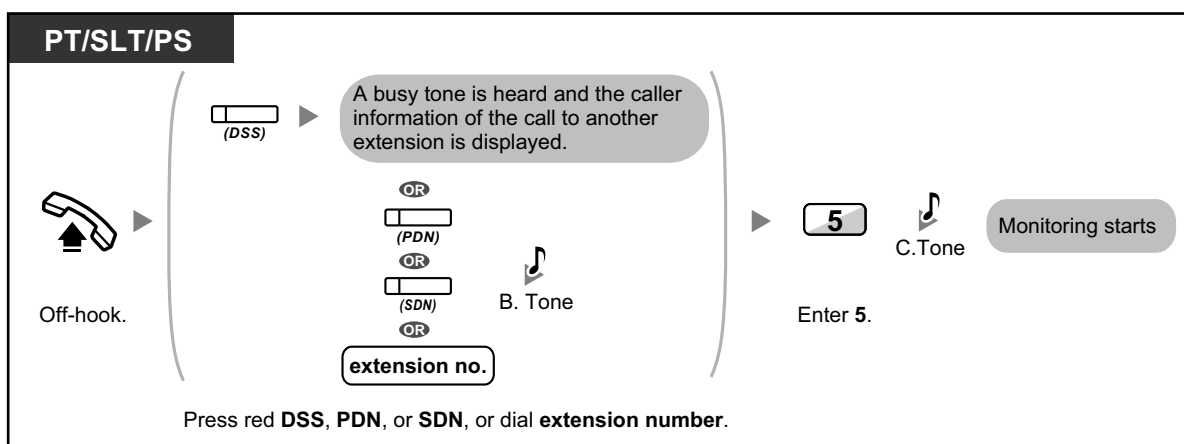 PT/SLT/PS
(DSS)
A busy tone is heard and the caller
information of the call to another
extension is displayed.
OR
(PDN)
OR
(SDN)
B. Tone
OR
extension no.
5
C.Tone
Monitoring starts
Off-hook.
Enter 5.
Press red DSS, PDN, or SDN, or dial extension number.